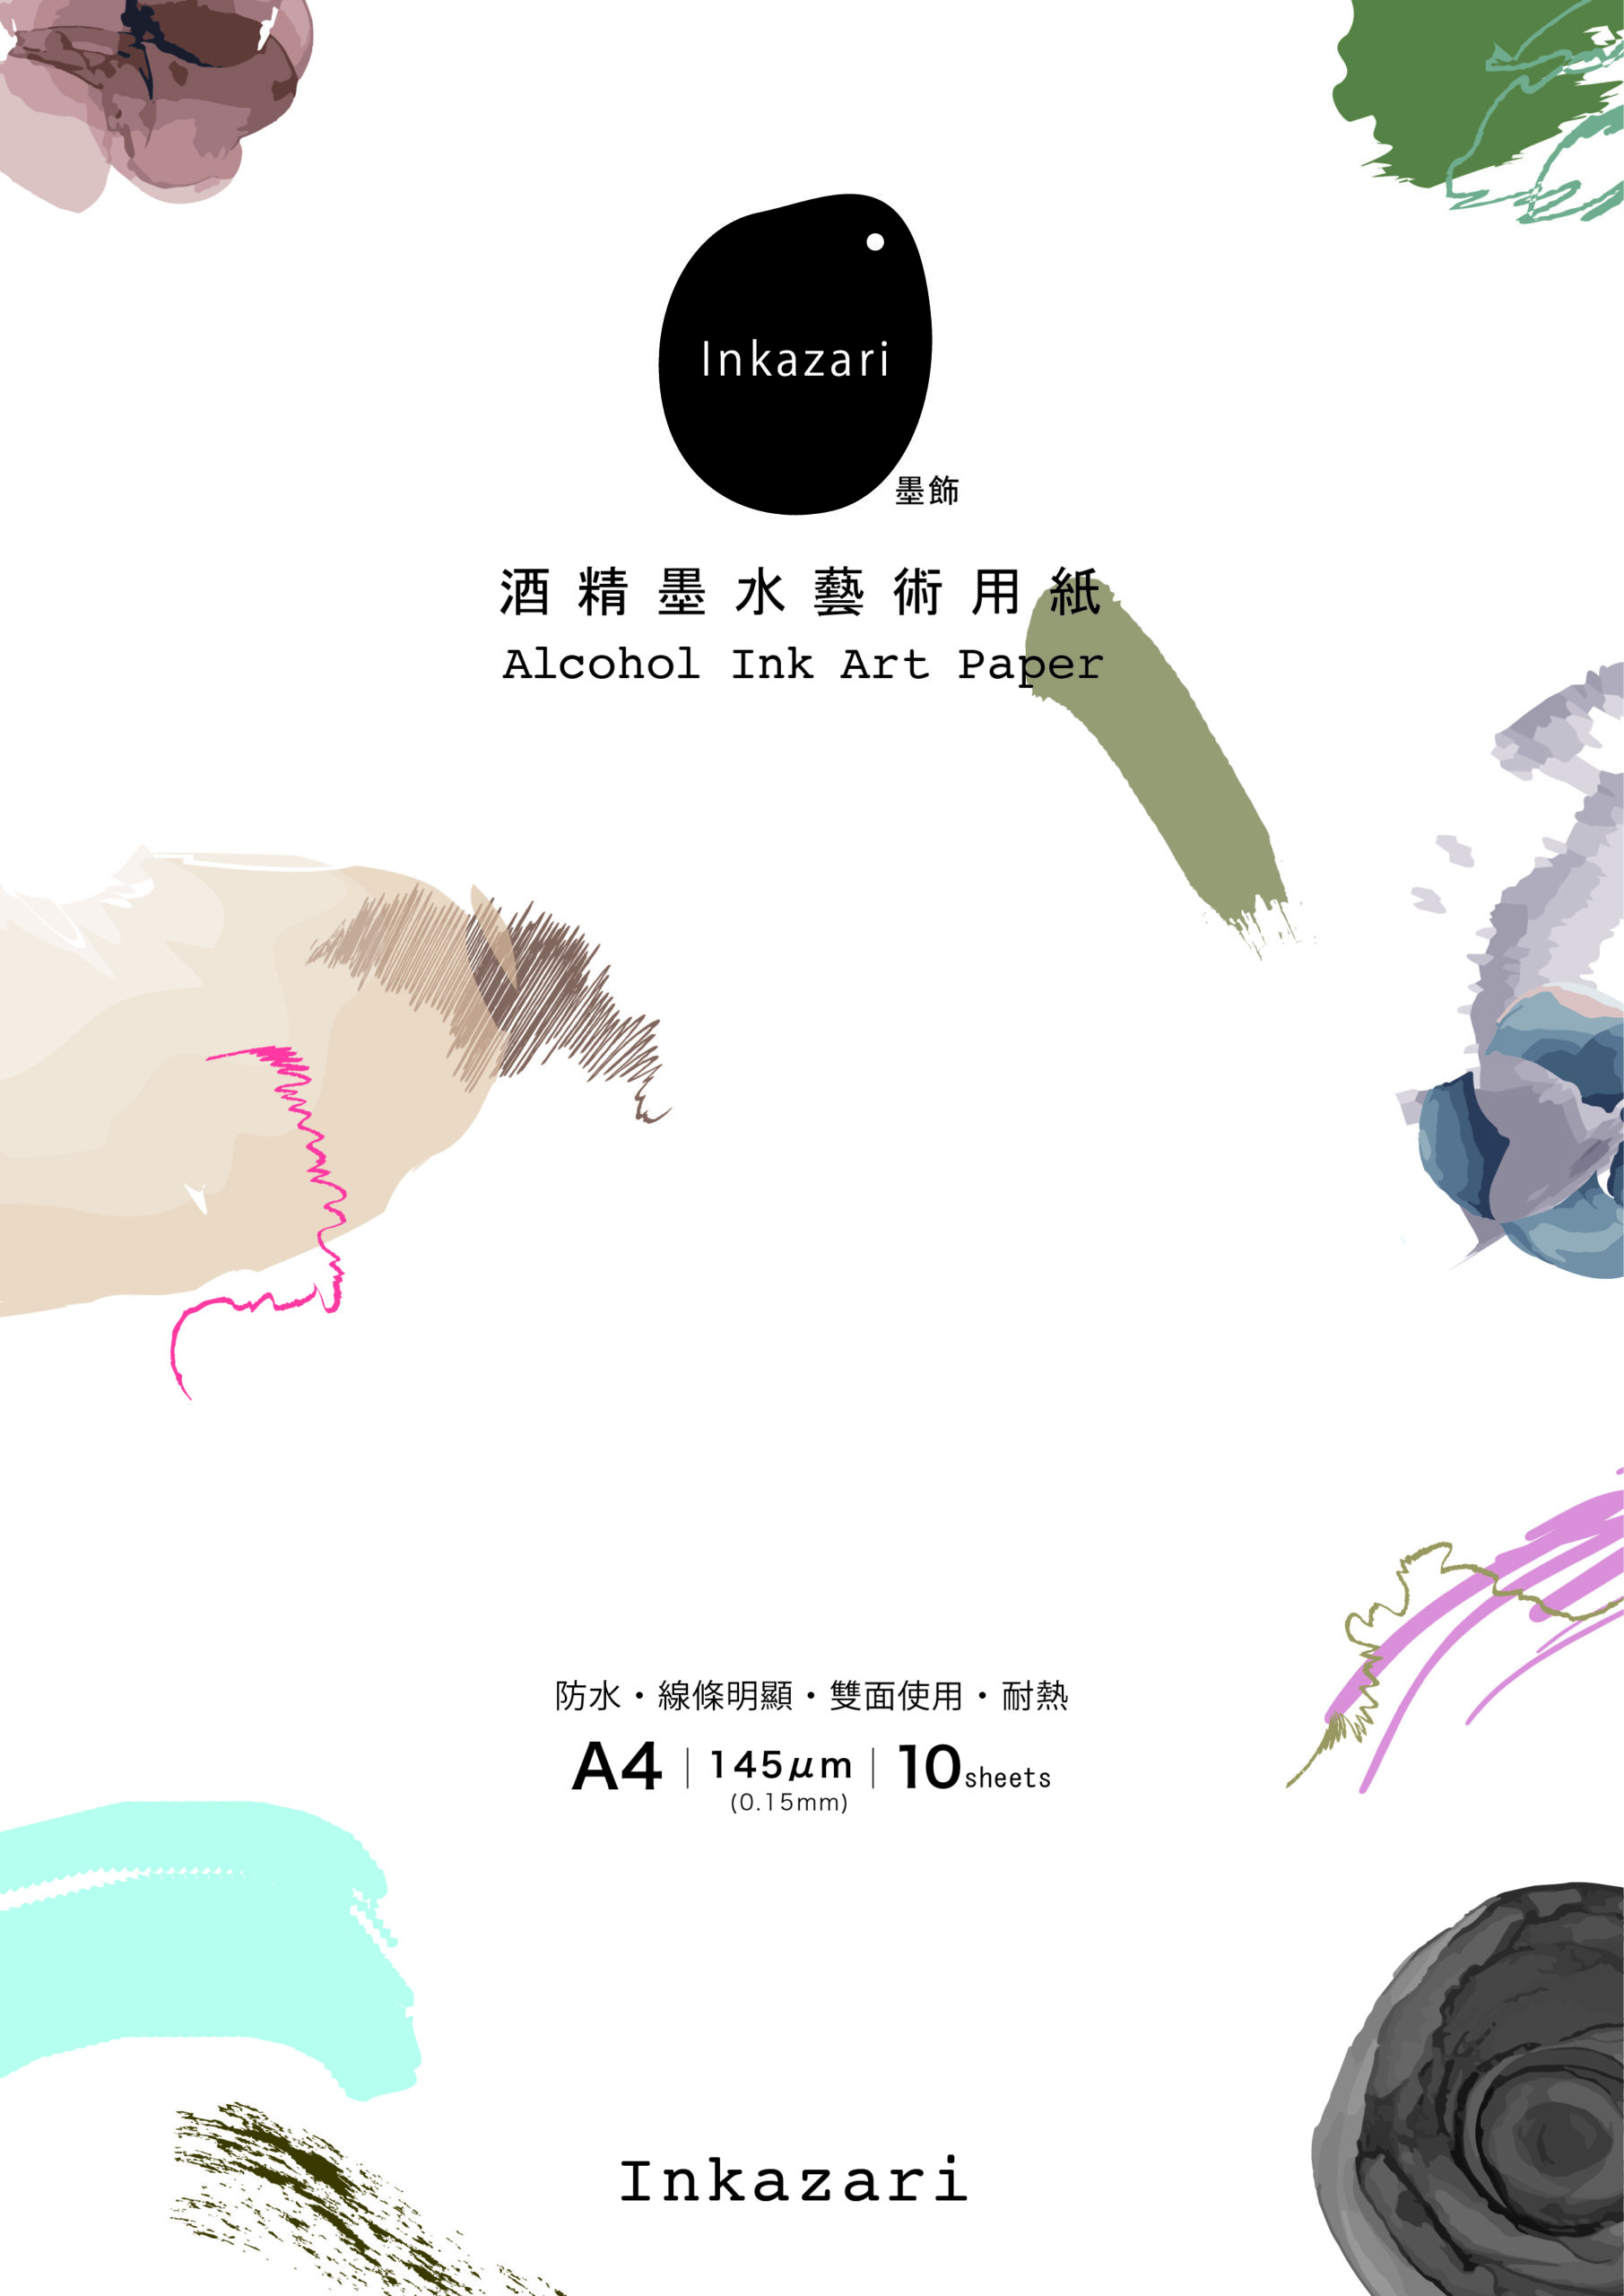 Inkazari
墨飾
酒精墨水藝術用紙
Alcohol Ink Art Paper
防水・線條明顯・雙面使用・耐熱
A4 | 145μm | 10sheets
(0.15mm)
Inkazari